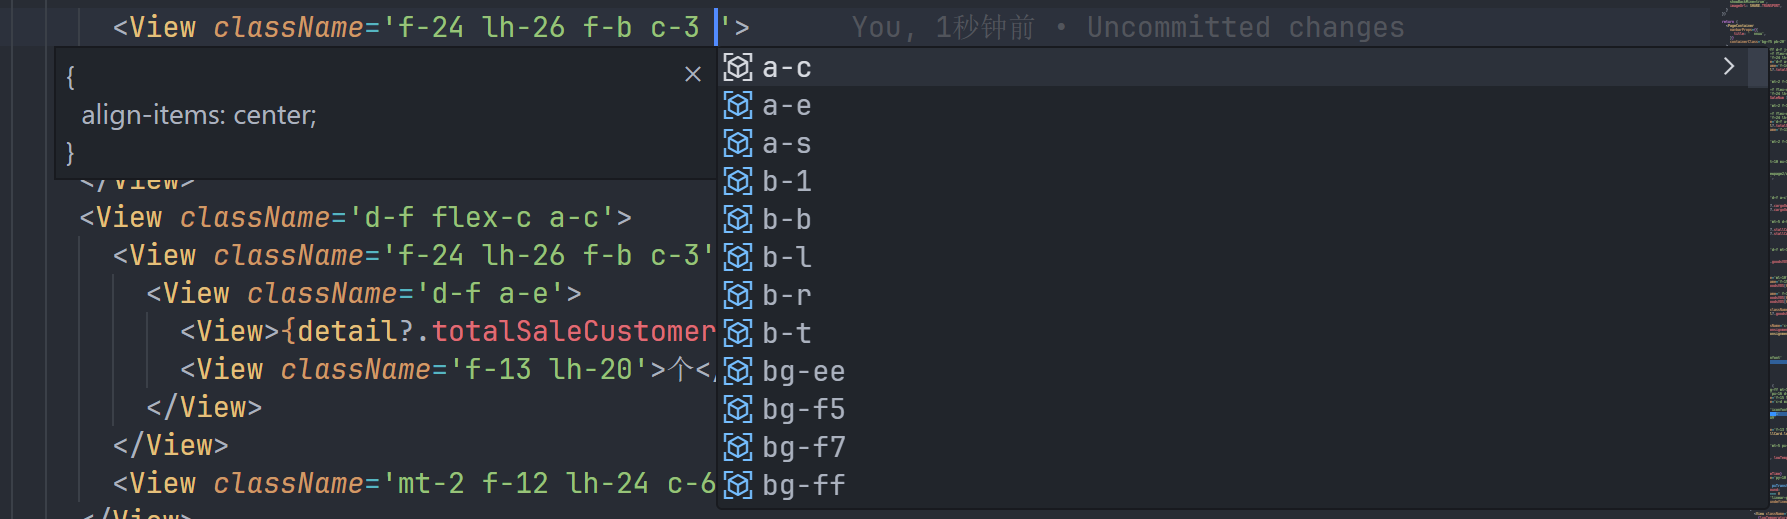 <View className='f-24 lh-26 f-b c-3 '> You, 1秒钟前 • Uncommitted changes
{
align-items: center;
}
a-c
a-e
a-s
b-1
b-b
b-l
b-r
b-t
bg-ee
bg-f5
bg-f7
bg-ff
</View>
<View className='d-f flex-c a-c'>
<View className='f-24 lh-26 f-b c-3'
<View className='d-f a-e'>
<View>{detail?.totalSaleCustomer
<View className='f-13 lh-20'>个</
</View>
</View>
<View className='mt-2 f-12 lh-24 c-6
</View>